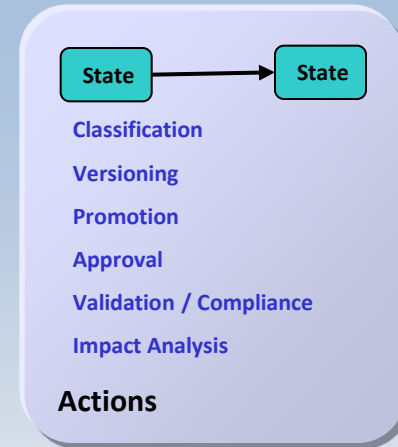 State State
Classification
Versioning
Promotion
Approval
Validation / Compliance
Impact Analysis
Actions